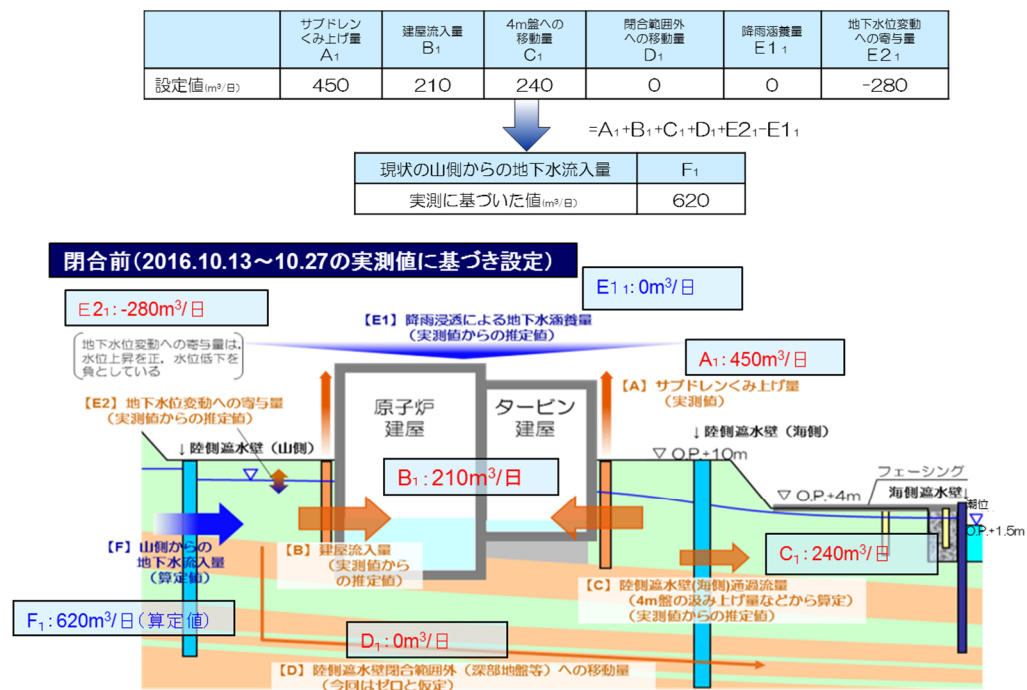 サブドレン
くみ上げ量
A₁
建屋流入量
B₁
4m盤への
移動量
C₁
閉合範囲外
への移動量
D₁
降雨涵養量
E1₁
地下水位変動
への寄与量
E2₁
設定値(m³/日) 450 210 240 0 0 -280
=A₁+B₁+C₁+D₁+E2₁-E1₁
現状の山側からの地下水流入量 F₁
実測に基づいた値(m³/日) 620
閉合前(2016.10.13～10.27の実測値に基づき設定)
E1₁:0m³/日
E2₁:-280m³/日
【E1】降雨浸透による地下水涵養量
(実測値からの推定値)
地下水位変動への寄与量は、
水位上昇を正，水位低下を
負としている
A₁:450m³/日
【A】サブドレンくみ上げ量
(実測値)
【E2】地下水位変動への寄与量
(実測値からの推定値)
原子炉
建屋
タービン
建屋
↓陸側遮水壁（山側）
↓陸側遮水壁（海側）
▽O.P.+10m
フェーシング
海側遮水壁↓
▽O.P.+4m
潮位
O.P.+1.5m
B₁:210m³/日
【F】山側からの
地下水流入量
(算定値)
【B】建屋流入量
(実測値から
の推定値)
C₁:240m³/日
【C】陸側遮水壁(海側)通過流量
(4m盤の汲み上げ量などから算定)
(実測値からの推定値)
F₁:620m³/日(算定値)
D₁:0m³/日
【D】陸側遮水壁閉合範囲外（深部地盤等）への移動量
(今回はゼロと仮定)